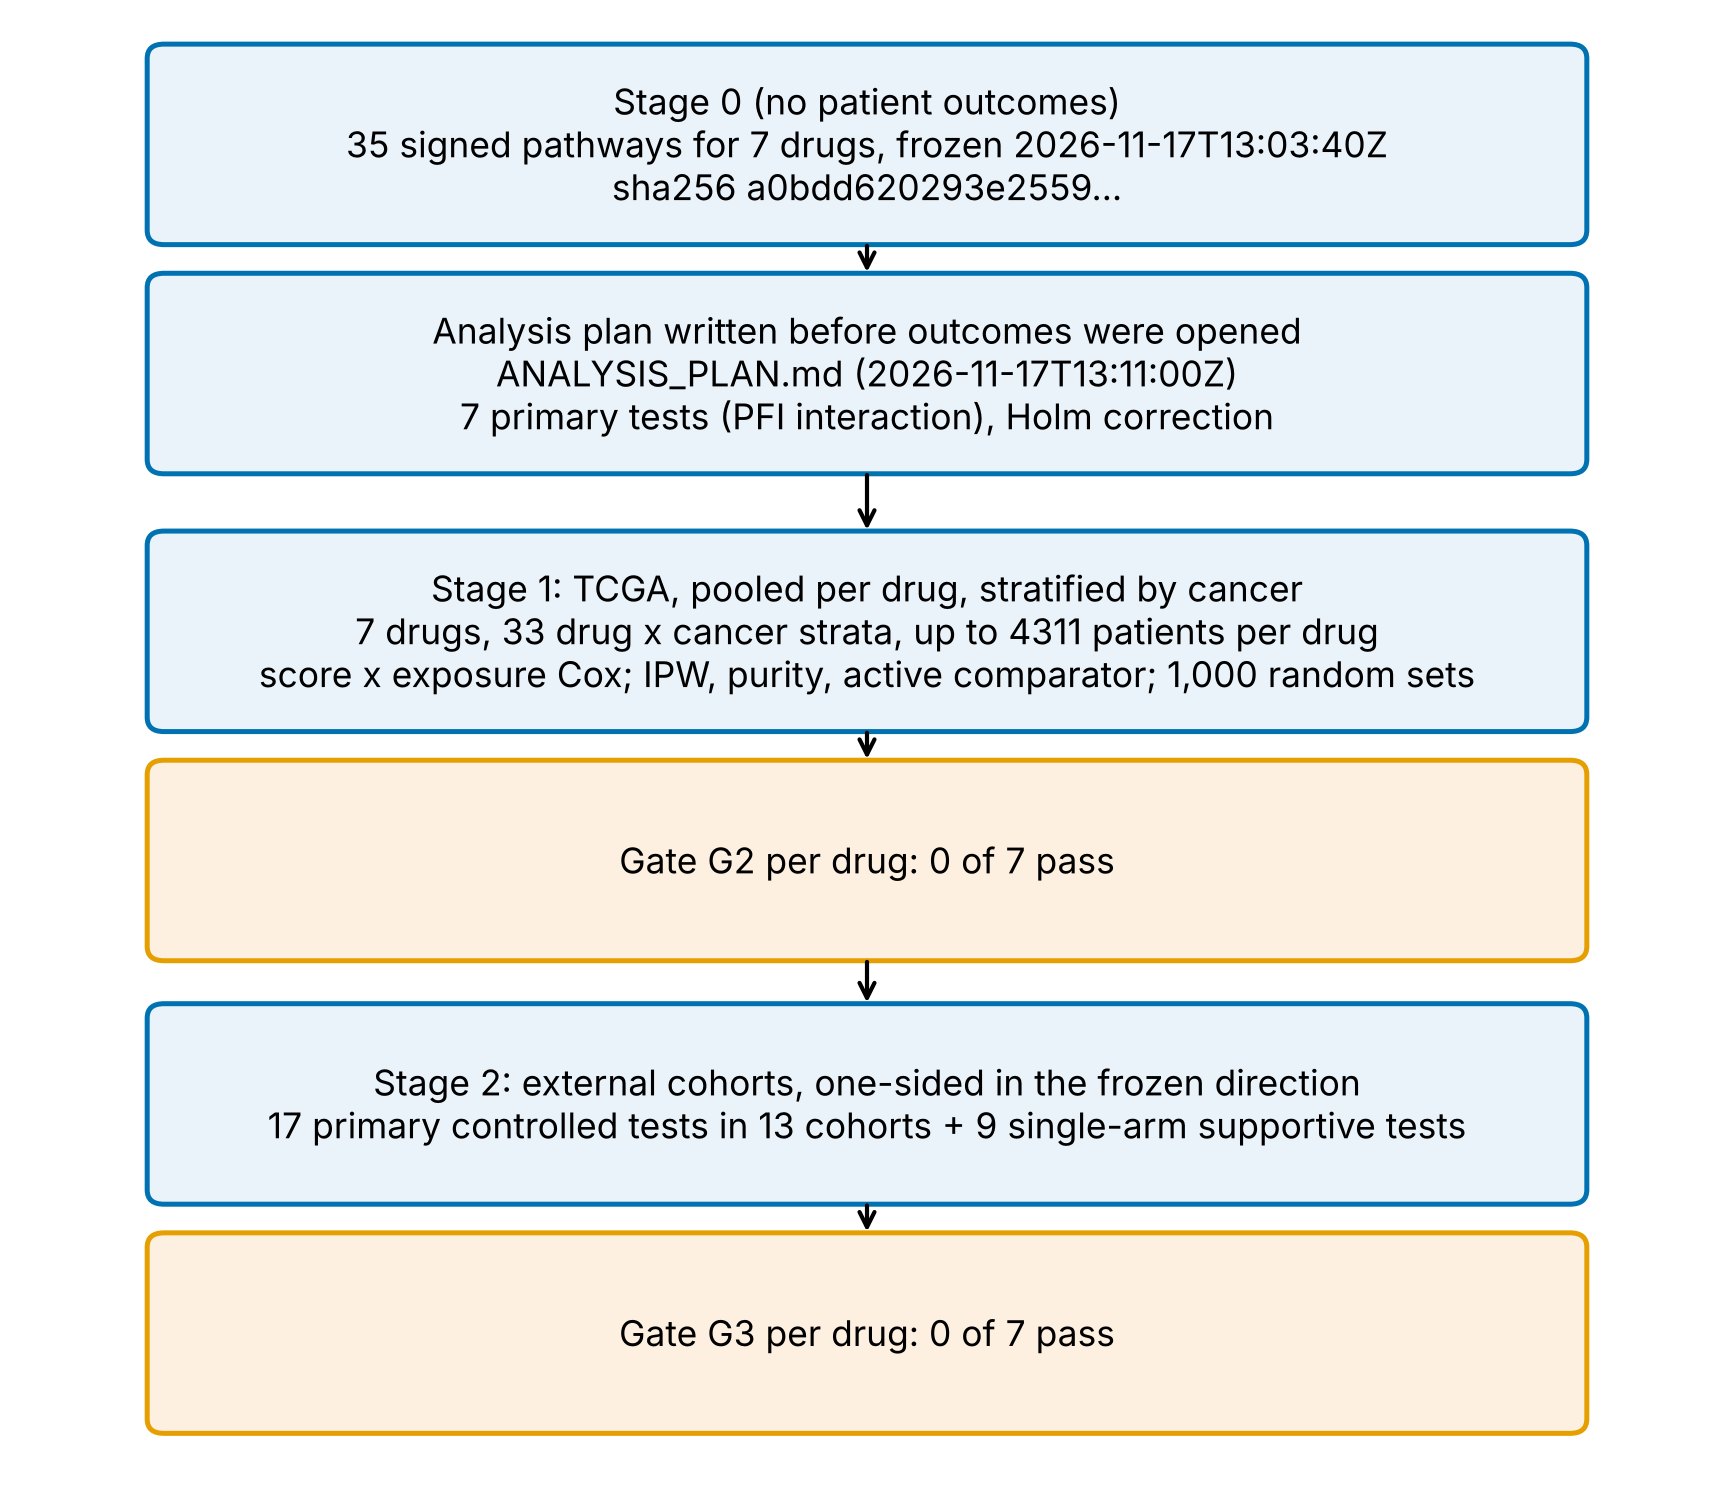 Stage 0 (no patient outcomes)
35 signed pathways for 7 drugs, frozen 2026-11-17T13:03:40Z
sha256 a0bdd620293e2559...
Analysis plan written before outcomes were opened
ANALYSIS_PLAN.md (2026-11-17T13:11:00Z)
7 primary tests (PFI interaction), Holm correction
Stage 1: TCGA, pooled per drug, stratified by cancer
7 drugs, 33 drug x cancer strata, up to 4311 patients per drug
score x exposure Cox; IPW, purity, active comparator; 1,000 random sets
Gate G2 per drug: 0 of 7 pass
Stage 2: external cohorts, one-sided in the frozen direction
17 primary controlled tests in 13 cohorts + 9 single-arm supportive tests
Gate G3 per drug: 0 of 7 pass